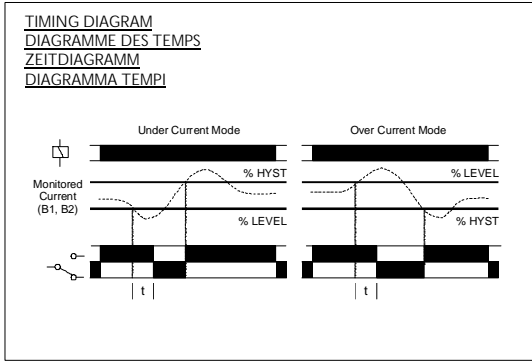 TIMING DIAGRAM
DIAGRAMME DES TEMPS
ZEITDIAGRAMM
DIAGRAMMA TEMPI
Under Current Mode
Over Current Mode
% HYST
% LEVEL
Monitored
Current
(B1, B2)
% LEVEL
% HYST
t
t